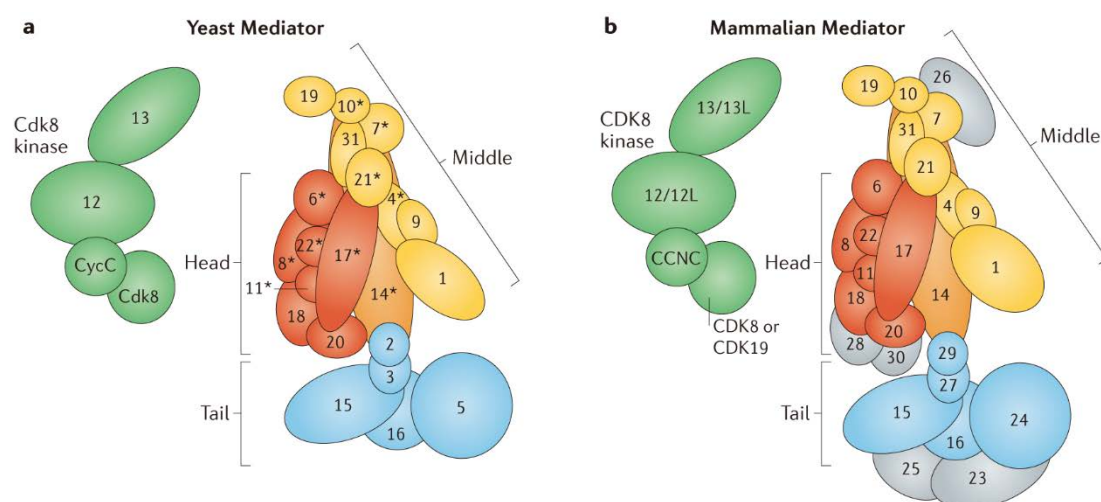 a
Yeast Mediator
Cdk8
kinase
13
12
CycC
Cdk8
Head
Tail
Middle
19
10*
7*
31
21*
6*
4*
9
22*
17*
8*
1
11*
14*
18
20
2
3
15
5
16
b
Mammalian Mediator
CDK8
kinase
13/13L
12/12L
CCNC
CDK8 or
CDK19
Head
Tail
Middle
26
19
10
7
31
21
6
4
9
22
8
17
11
1
18
14
20
28
30
29
27
15
24
16
25
23